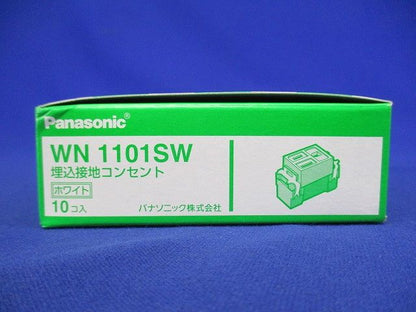 Panasonic®
WN 1101SW
埋込接地コンセント
ホワイト
10コ入
パナソニック株式会社